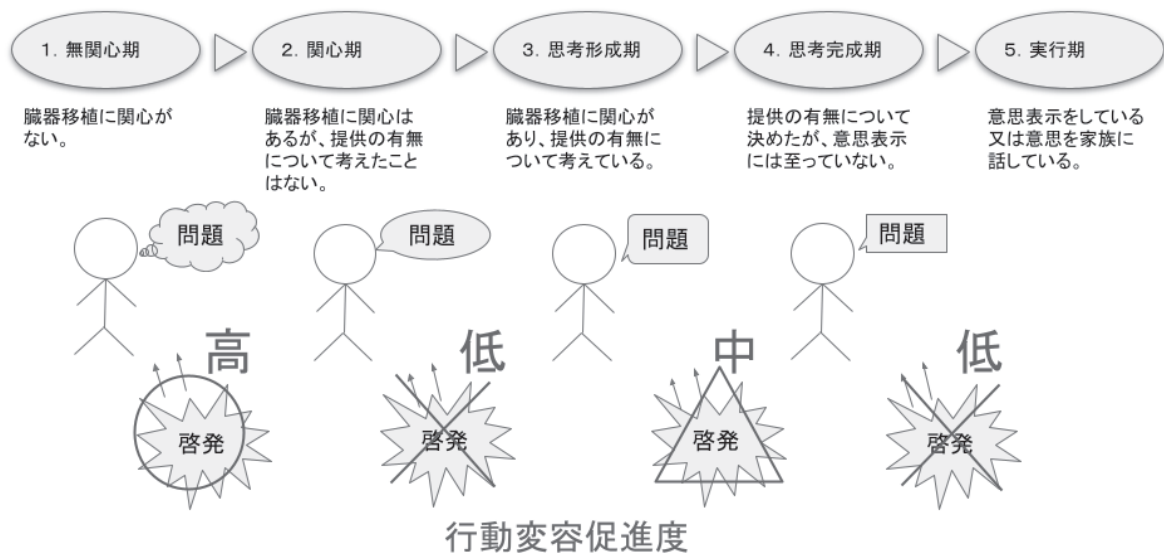 1. 無関心期
2. 関心期
3. 思考形成期
4. 思考完成期
5. 実行期
臓器移植に関心が
ない。
臓器移植に関心は
あるが、提供の有無
について考えたこと
はない。
臓器移植に関心が
あり、提供の有無に
ついて考えている。
提供の有無について
決めたが、意思表示
には至っていない。
意思表示をしている
又は意思を家族に
話している。
問題
問題
問題
問題
高
低
中
低
啓発
啓発
啓発
啓発
行動変容促進度